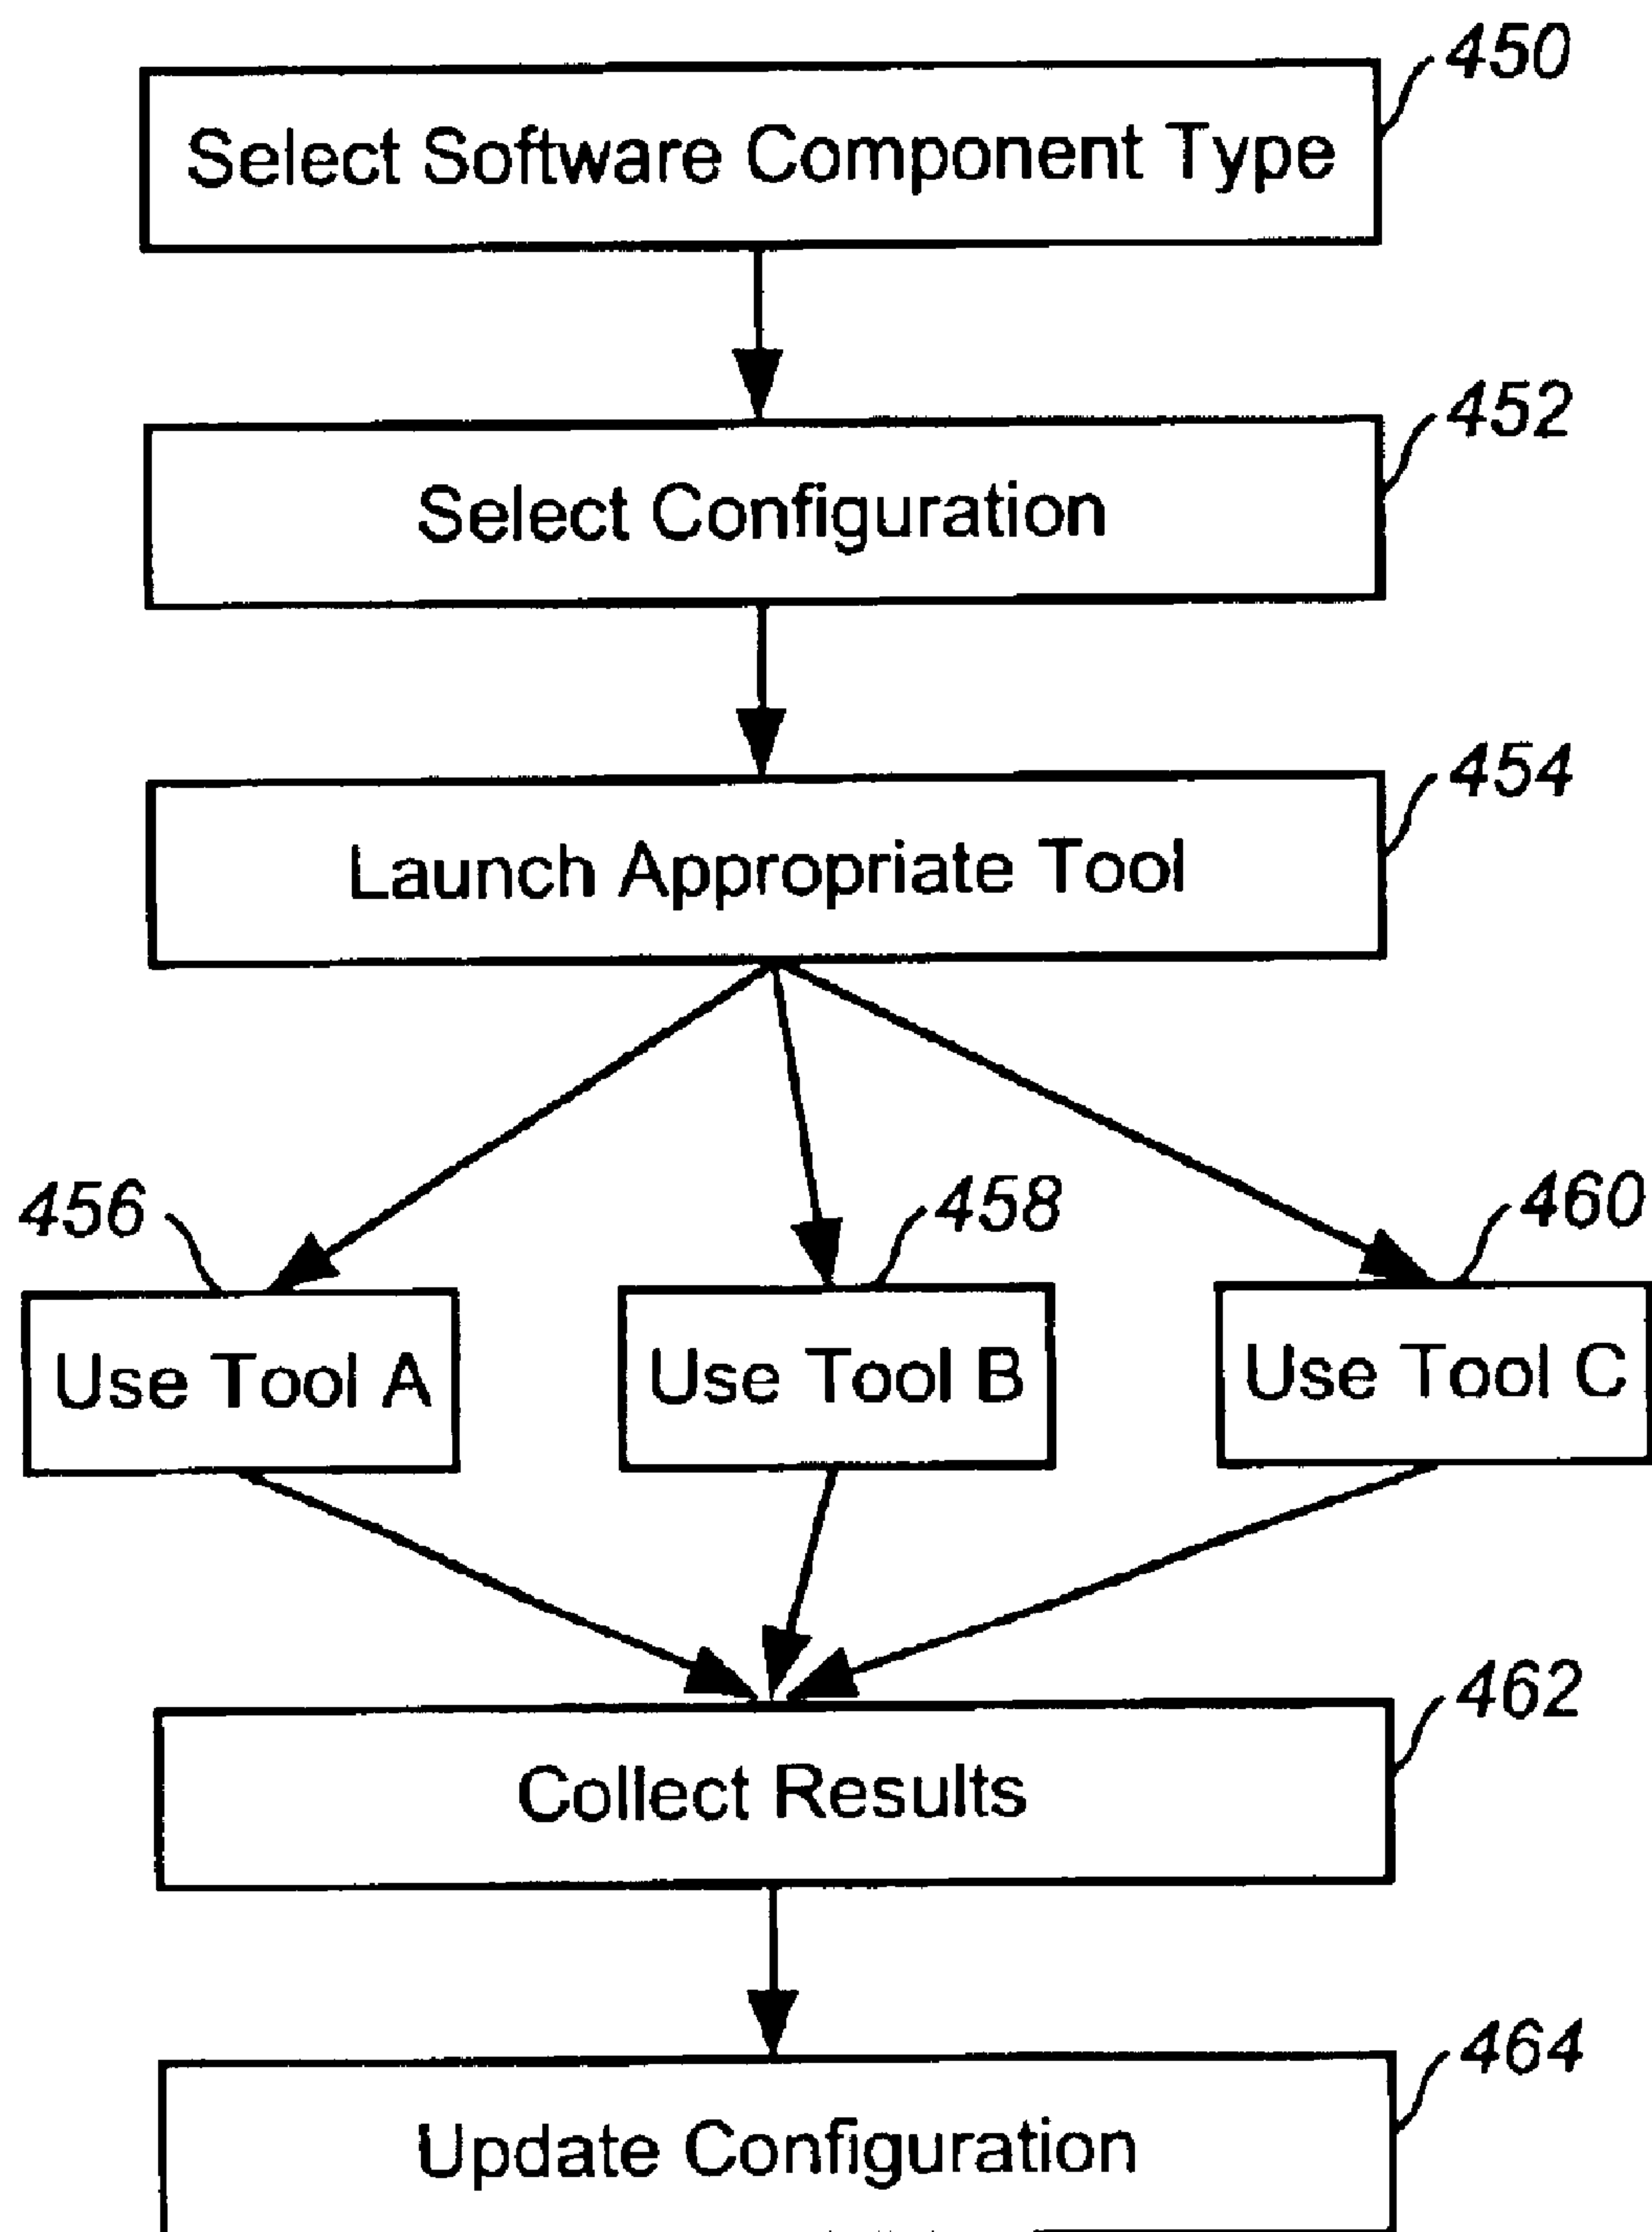 450
Select Software Component Type
452
Select Configuration
454
Launch Appropriate Tool
456
458
460
Use Tool A
Use Tool B
Use Tool C
462
Collect Results
464
Update Configuration